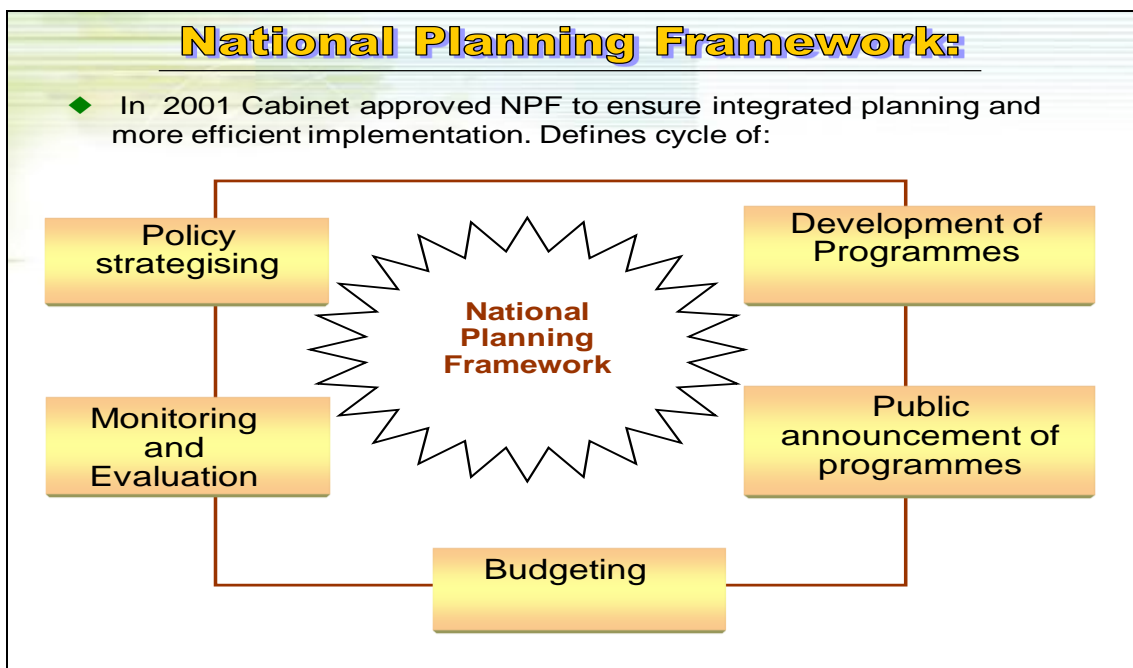 National Planning Framework:
In 2001 Cabinet approved NPF to ensure integrated planning and
more efficient implementation. Defines cycle of:
Policy
strategising
Development of
Programmes
National
Planning
Framework
Monitoring
and
Evaluation
Public
announcement of
programmes
Budgeting